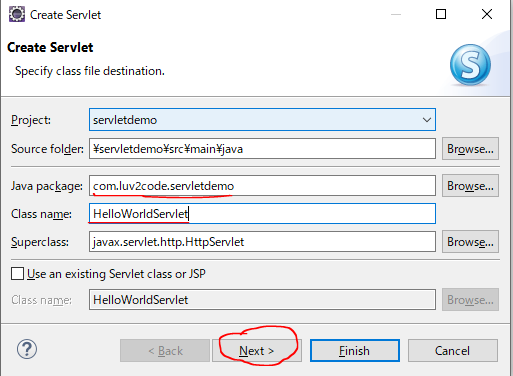 Create Servlet
Create Servlet
Specify class file destination.
S
Project: servletdemo
Source folder: ¥servletdemo¥src¥main¥java Browse...
Java package: com.luv2code.servletdemo Browse...
Class name: HelloWorldServlet
Superclass: javax.servlet.http.HttpServlet Browse...
Use an existing Servlet class or JSP
Class name: HelloWorldServlet Browse...
? < Back Next > Finish Cancel